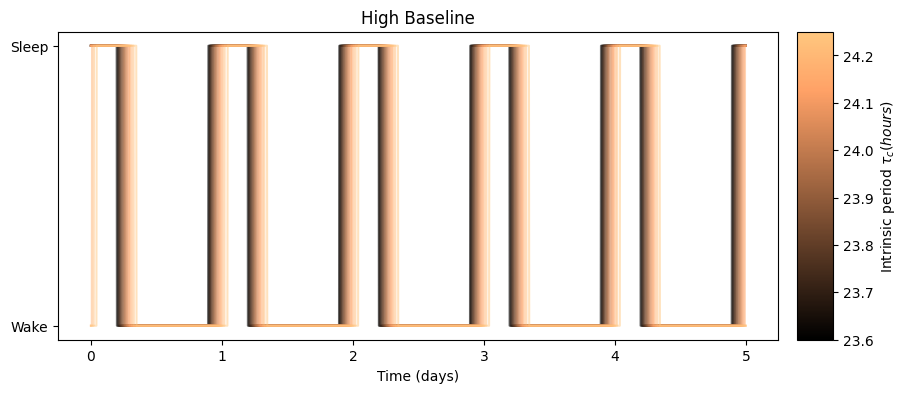 High Baseline
Sleep
Wake
0 1 2 3 4 5
Time (days)
24.2
24.1
24.0
23.9
23.8
23.7
23.6
Intrinsic period τc(hours)